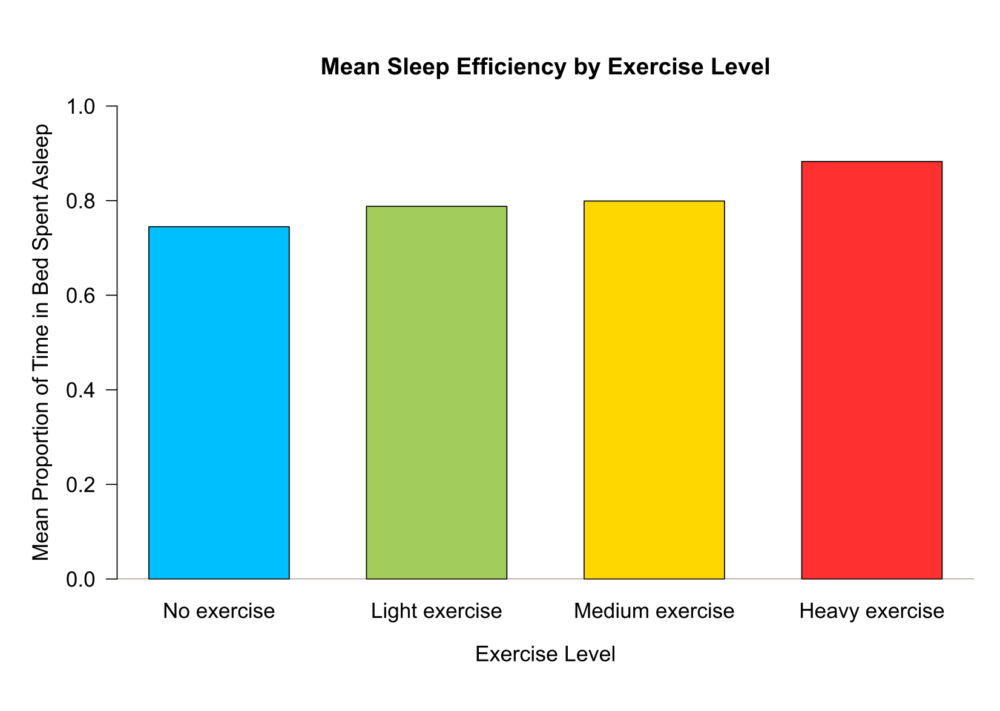 Mean Sleep Efficiency by Exercise Level
Mean Proportion of Time in Bed Spent Asleep
1.0
0.8
0.6
0.4
0.2
0.0
No exercise
Light exercise
Medium exercise
Heavy exercise
Exercise Level